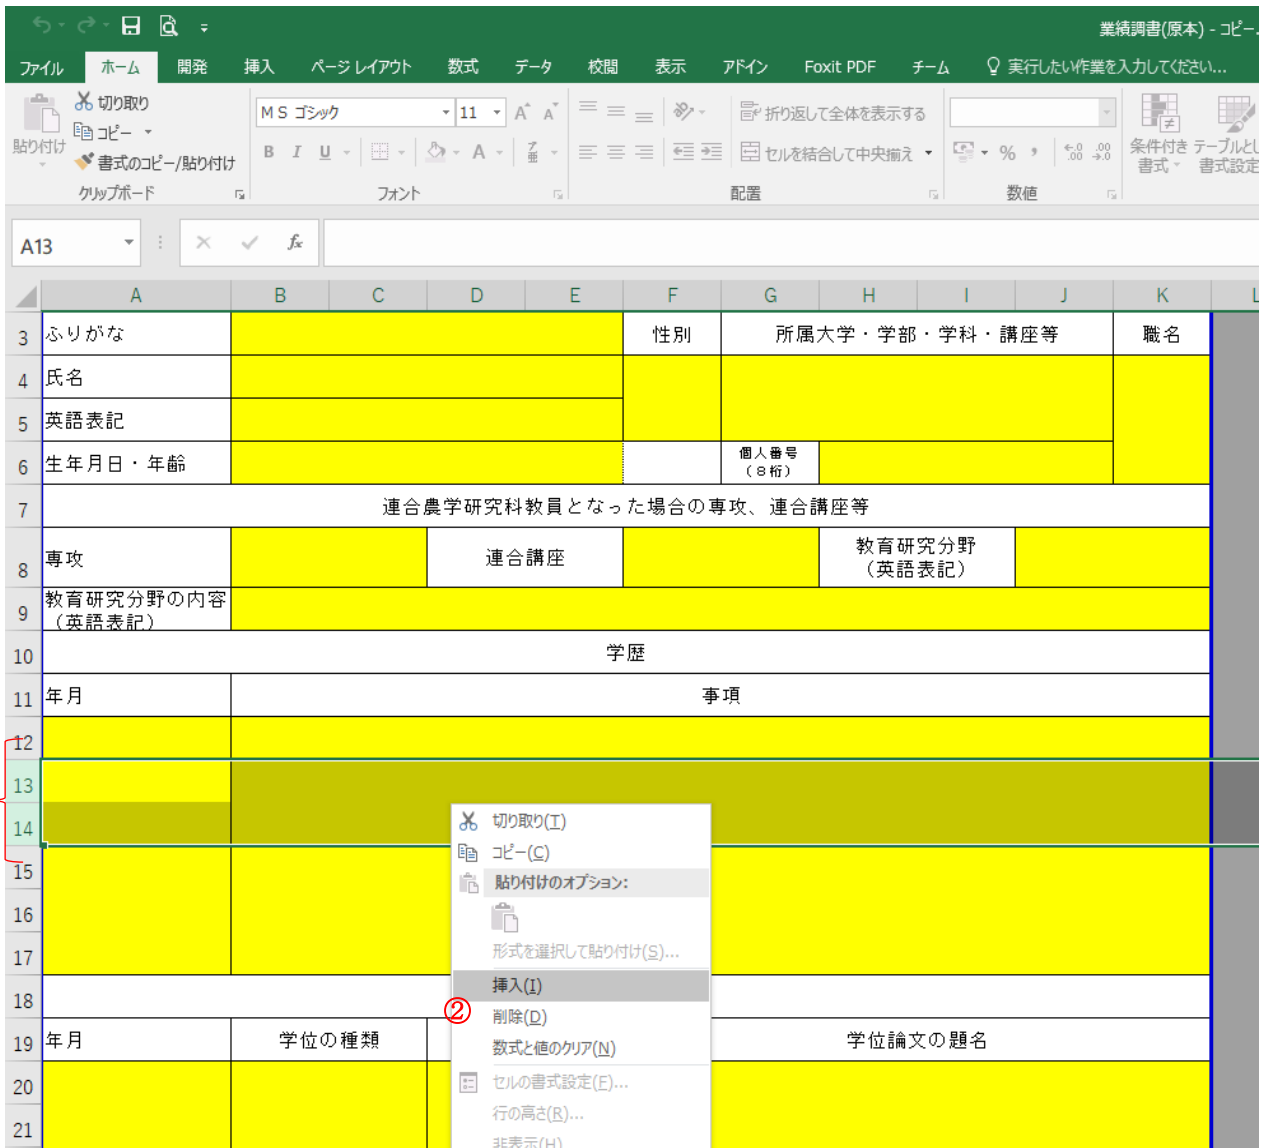 業績調書(原本) - コピー.
ファイル ホーム 開発 挿入 ページ レイアウト 数式 データ 校閲 表示 アドイン Foxit PDF チーム 実行したい作業を入力してください...
貼り付け
切り取り
コピー
書式のコピー/貼り付け
クリップボード
ＭＳ ゴシック 11 A A
B I U A ア亜
フォント
折り返して全体を表示する
セルを結合して中央揃え
配置
% , .00 .00 →.0
数値
条件付き
書式
テーブルとし
書式設定
A13 fx
A B C D E F G H I J K L
3 ふりがな 性別 所属大学・学部・学科・講座等 職名
4 氏名
5 英語表記
6 生年月日・年齢 個人番号
（８桁）
7 連合農学研究科教員となった場合の専攻、連合講座等
8 専攻 連合講座 教育研究分野
（英語表記）
9 教育研究分野の内容
（英語表記）
10 学歴
11 年月 事項
12
13
14
15
16
17
18
19 年月 学位の種類 学位論文の題名
20
21
切り取り(T)
コピー(C)
貼り付けのオプション:
形式を選択して貼り付け(S)...
挿入(I)
②
削除(D)
数式と値のクリア(N)
セルの書式設定(F)...
行の高さ(R)...
非表示(H)